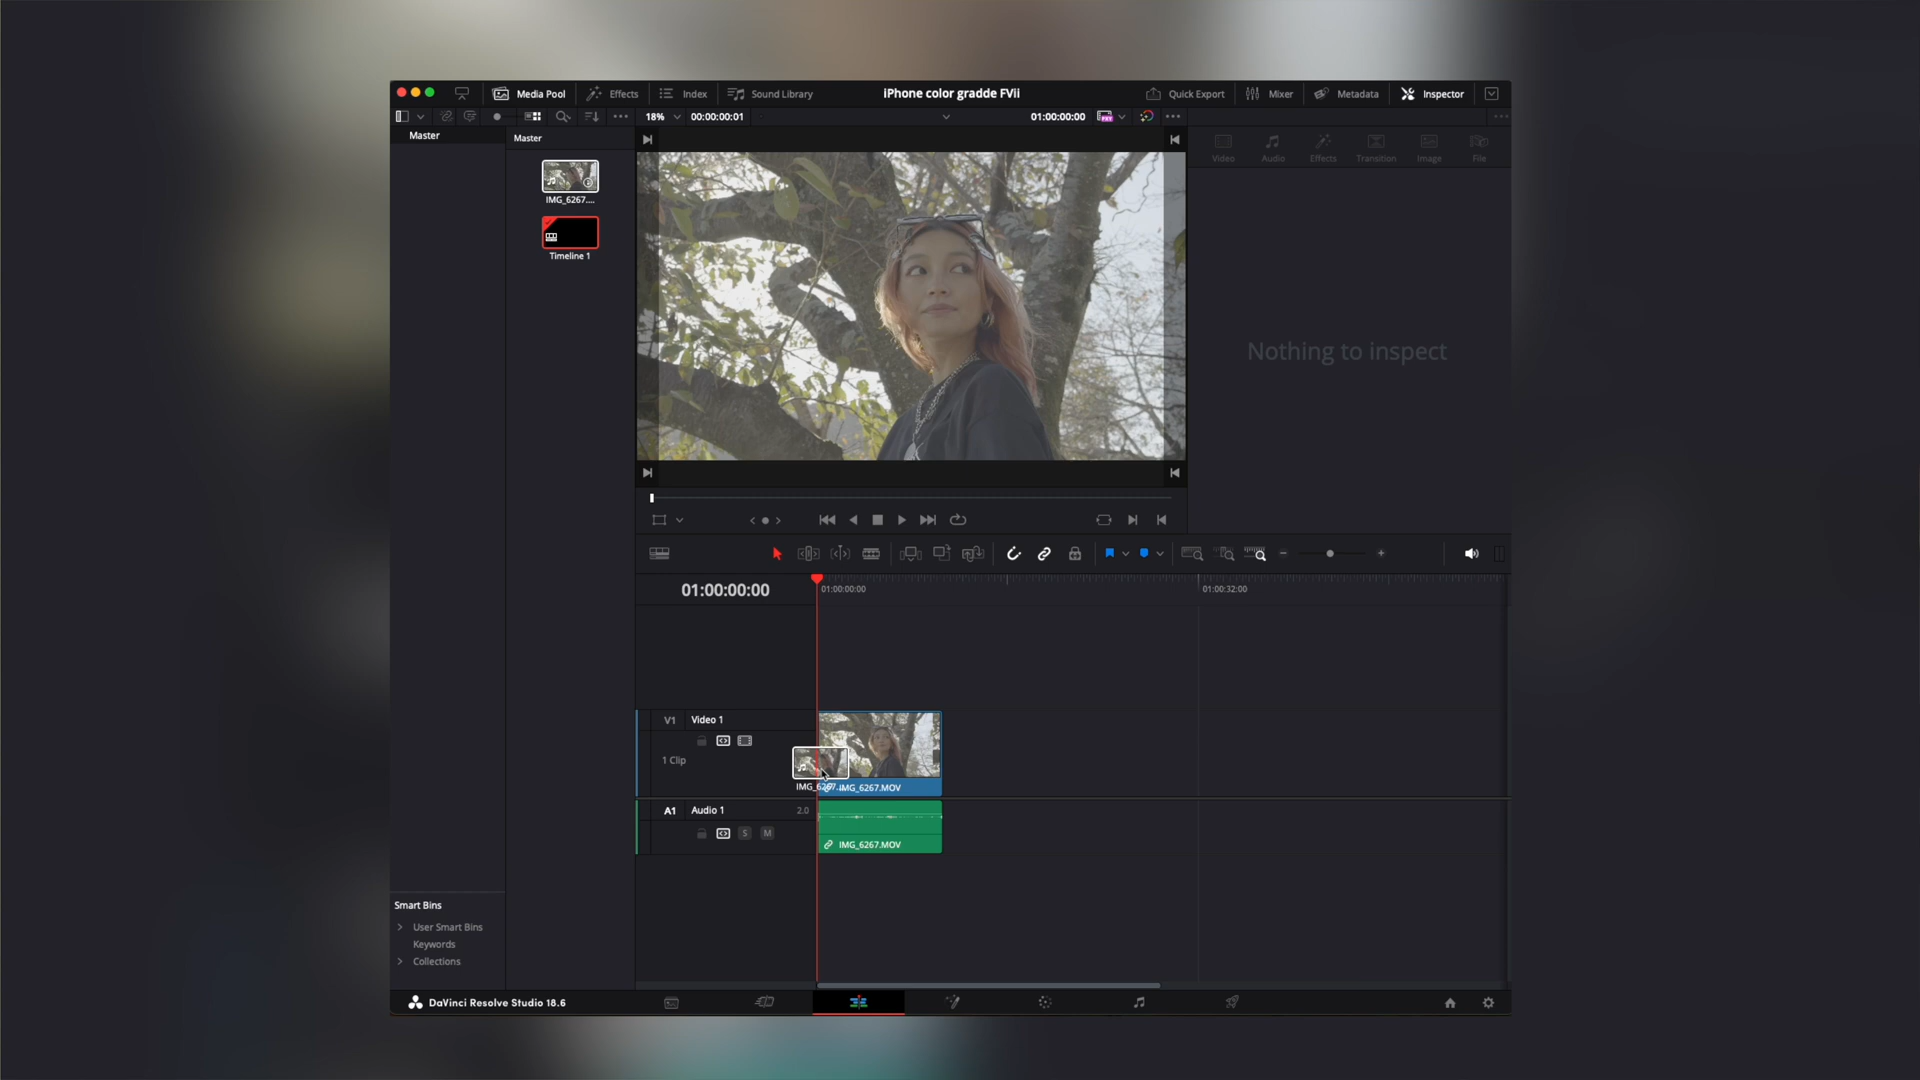 Media Pool
Effects
Index
Sound Library
iPhone color gradde FVii
Quick Export
Mixer
Metadata
Inspector
18%
00:00:00:01
01:00:00:00
Master
Master
IMG_6267....
Timeline 1
Video
Audio
Effects
Transition
Image
File
Nothing to inspect
01:00:00:00
01:00:00:00
01:00:32:00
V1
Video 1
1 Clip
IMG_6267...
IMG_6267.MOV
A1
Audio 1
2.0
S
M
IMG_6267.MOV
Smart Bins
User Smart Bins
Keywords
Collections
DaVinci Resolve Studio 18.6